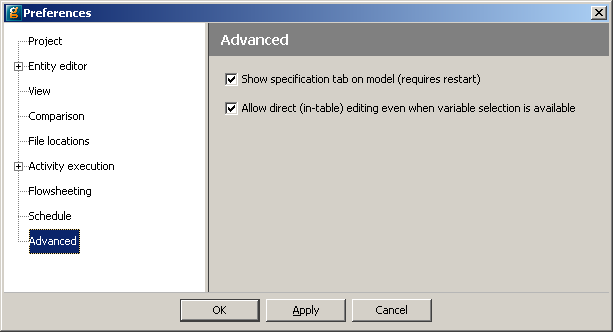 Preferences
Project
Entity editor
View
Comparison
File locations
Activity execution
Flowsheeting
Schedule
Advanced
Advanced
Show specification tab on model (requires restart)
Allow direct (in-table) editing even when variable selection is available
OK
Apply
Cancel